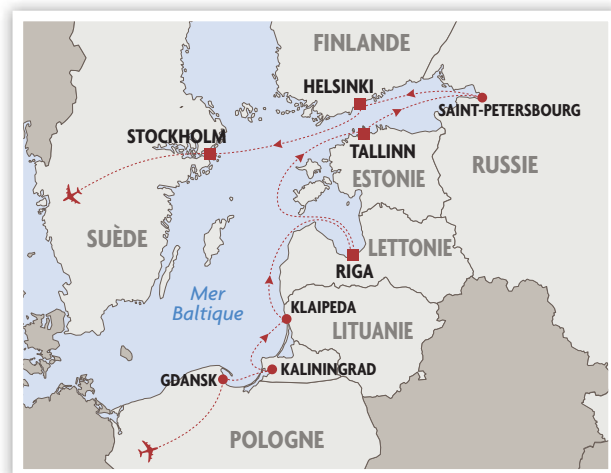 FINLANDE
HELSINKI
SAINT-PETERSBOURG
STOCKHOLM
TALLINN
RUSSIE
ESTONIE
SUÈDE
LETTONIE
RIGA
Mer
Baltique
KLAIPEDA
LITUANIE
KALININGRAD
GDANSK
POLOGNE